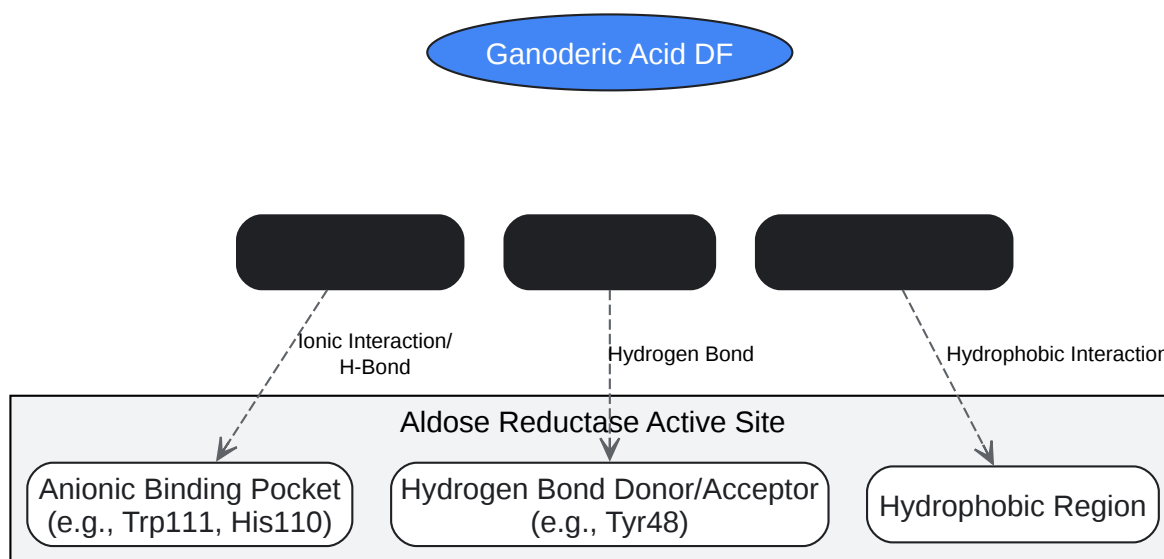 Ganoderic Acid DF
Ionic Interaction/
H-Bond
Hydrogen Bond
Hydrophobic Interaction
Aldose Reductase Active Site
Anionic Binding Pocket
(e.g., Trp111, His110)
Hydrogen Bond Donor/Acceptor
(e.g., Tyr48)
Hydrophobic Region